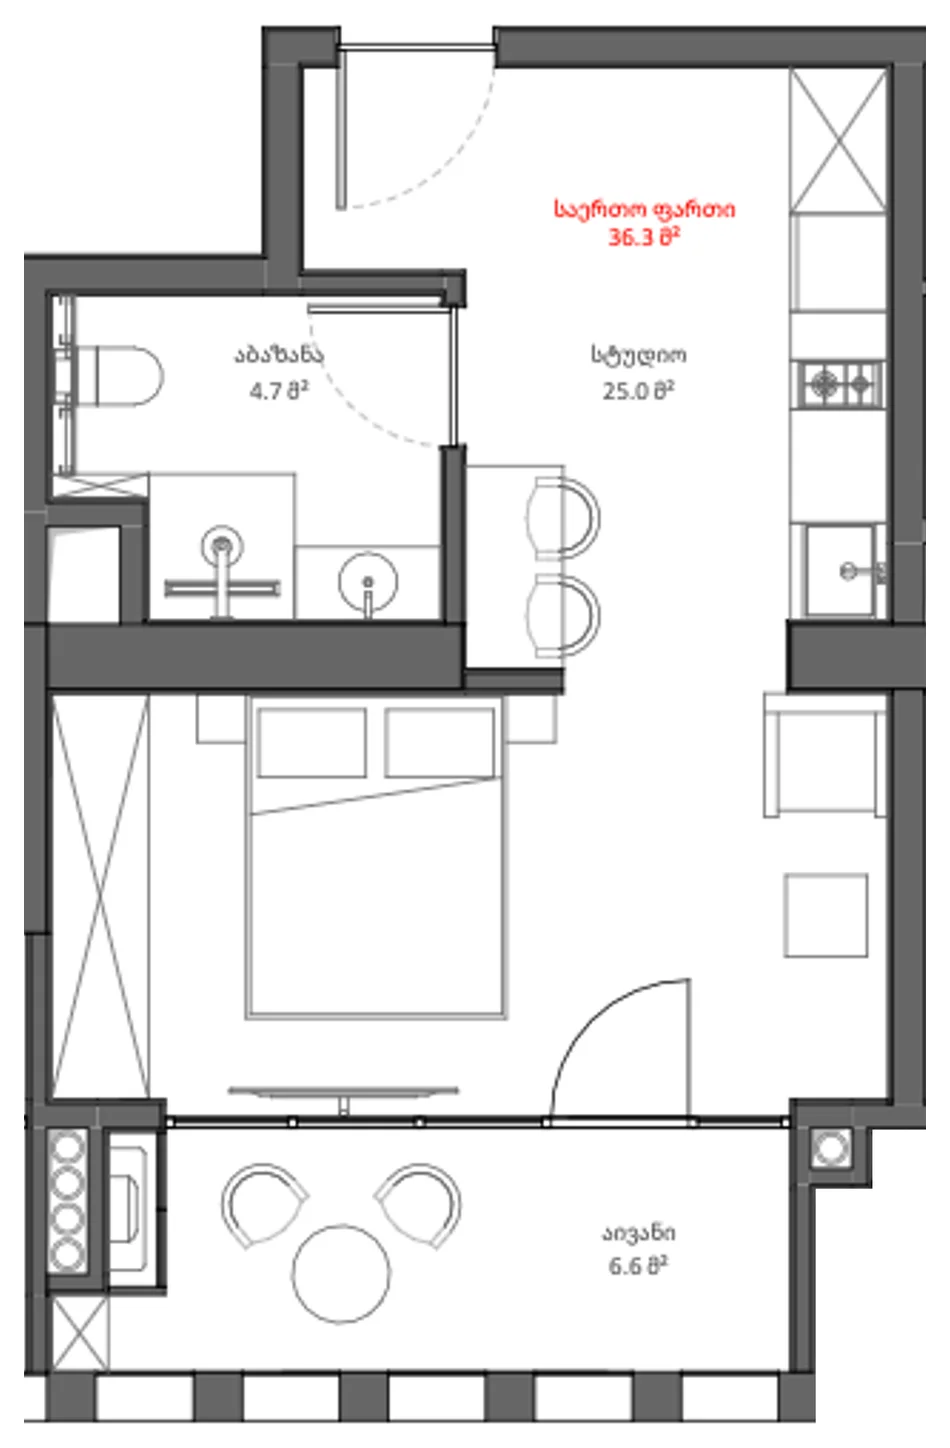 საერთო ფართი
36.3 მ²
აბაზანა
4.7 მ²
სტუდიო
25.0 მ²
აივანი
6.6 მ²